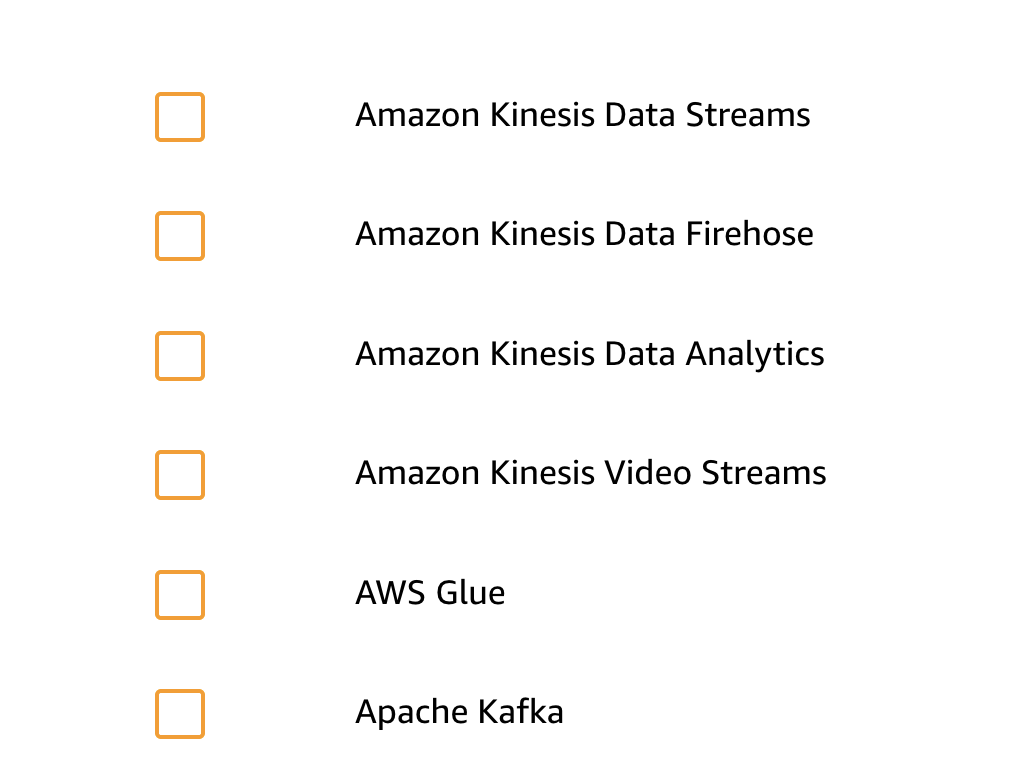 Amazon Kinesis Data Streams
Amazon Kinesis Data Firehose
Amazon Kinesis Data Analytics
Amazon Kinesis Video Streams
AWS Glue
Apache Kafka